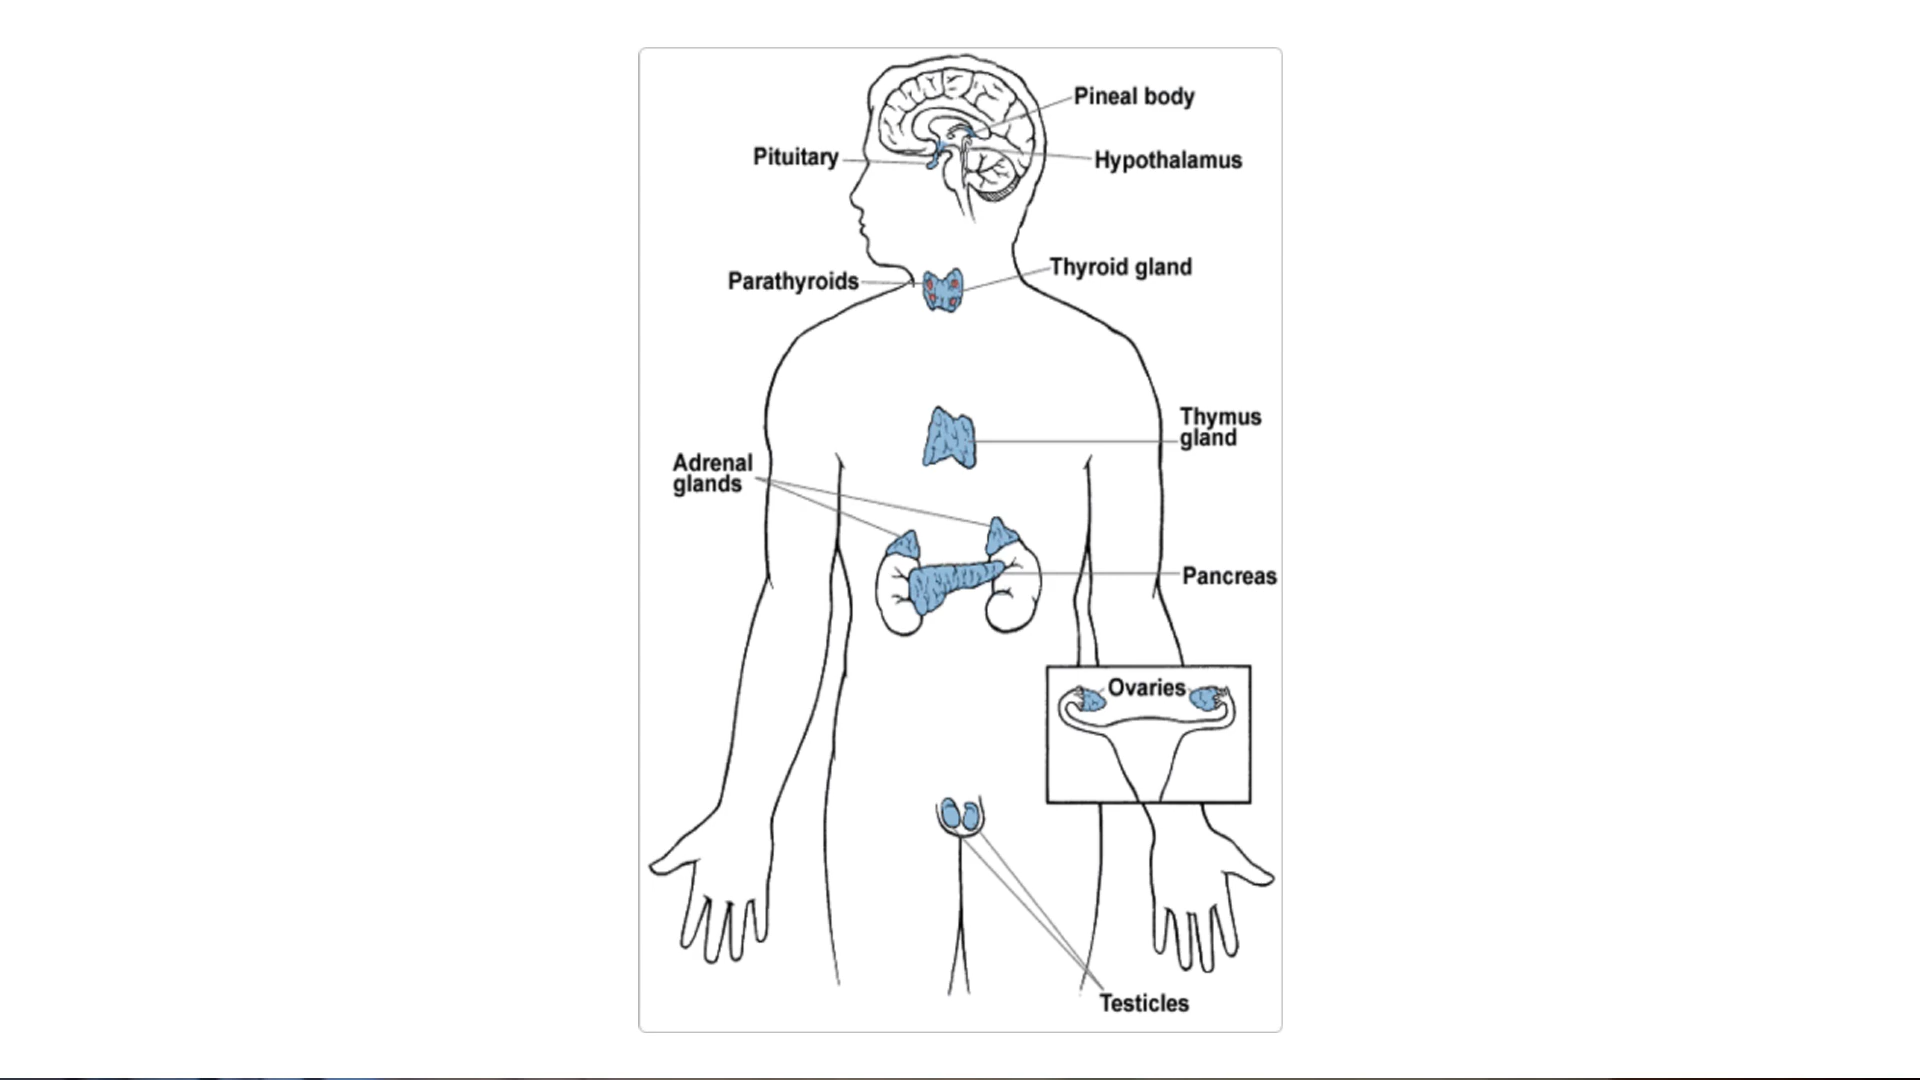 Pineal body
Pituitary
Hypothalamus
Thyroid gland
Parathyroids
Thymus
gland
Adrenal
glands
Pancreas
Ovaries
Testicles